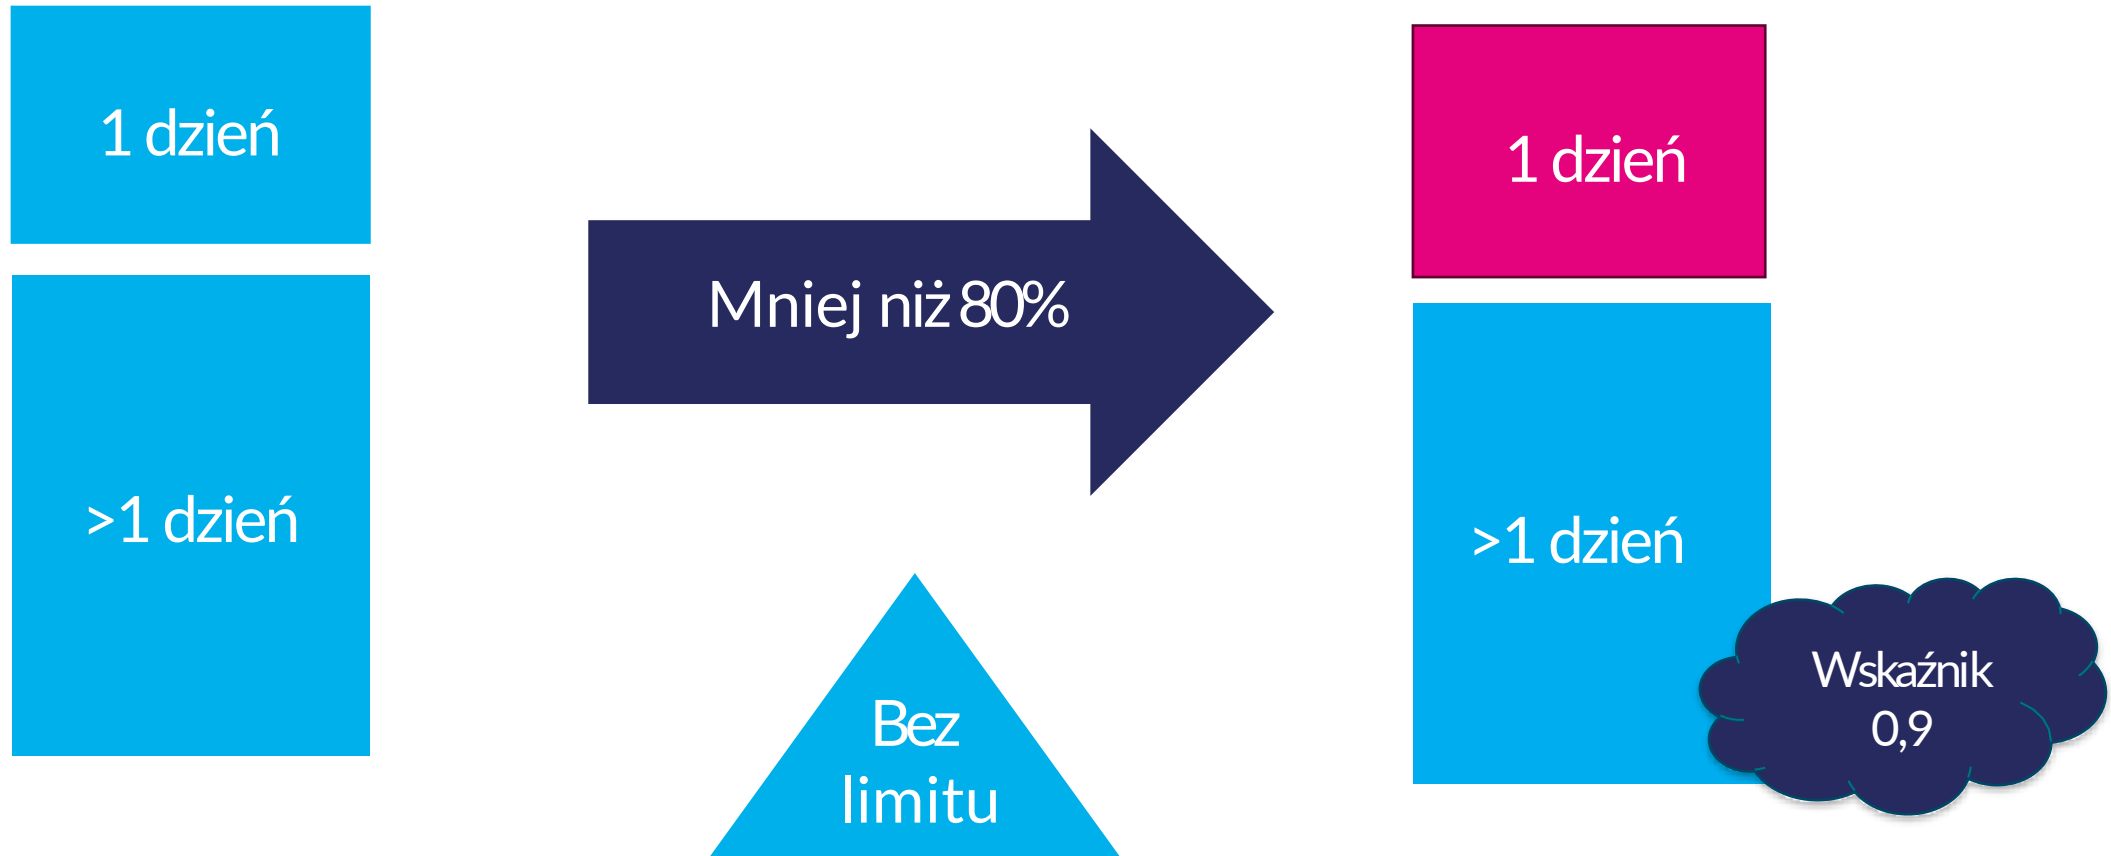 1 dzień
>1 dzień
Mniej niż 80%
Bez
limitu
1 dzień
>1 dzień
Wskaźnik
0,9